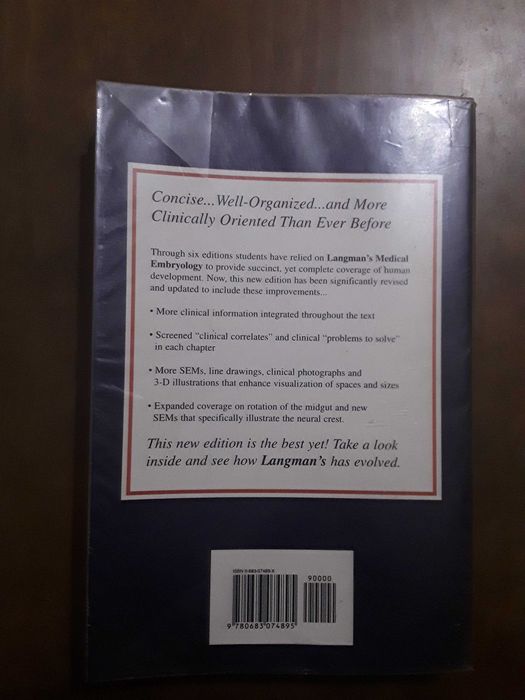 Concise...Well-Organized...and More
Clinically Oriented Than Ever Before
Through six editions students have relied on Langman's Medical
Embryology to provide succinct, yet complete coverage of human
development. Now, this new edition has been significantly revised
and updated to include these improvements...
• More clinical information integrated throughout the text
• Screened "clinical correlates" and clinical "problems to solve"
in each chapter
• More SEMs, line drawings, clinical photographs and
3-D illustrations that enhance visualization of spaces and sizes
• Expanded coverage on rotation of the midgut and new
SEMs that specifically illustrate the neural crest.
This new edition is the best yet! Take a look
inside and see how Langman's has evolved.
ISBN 0-683-07489-X
90000
9 780683 074895